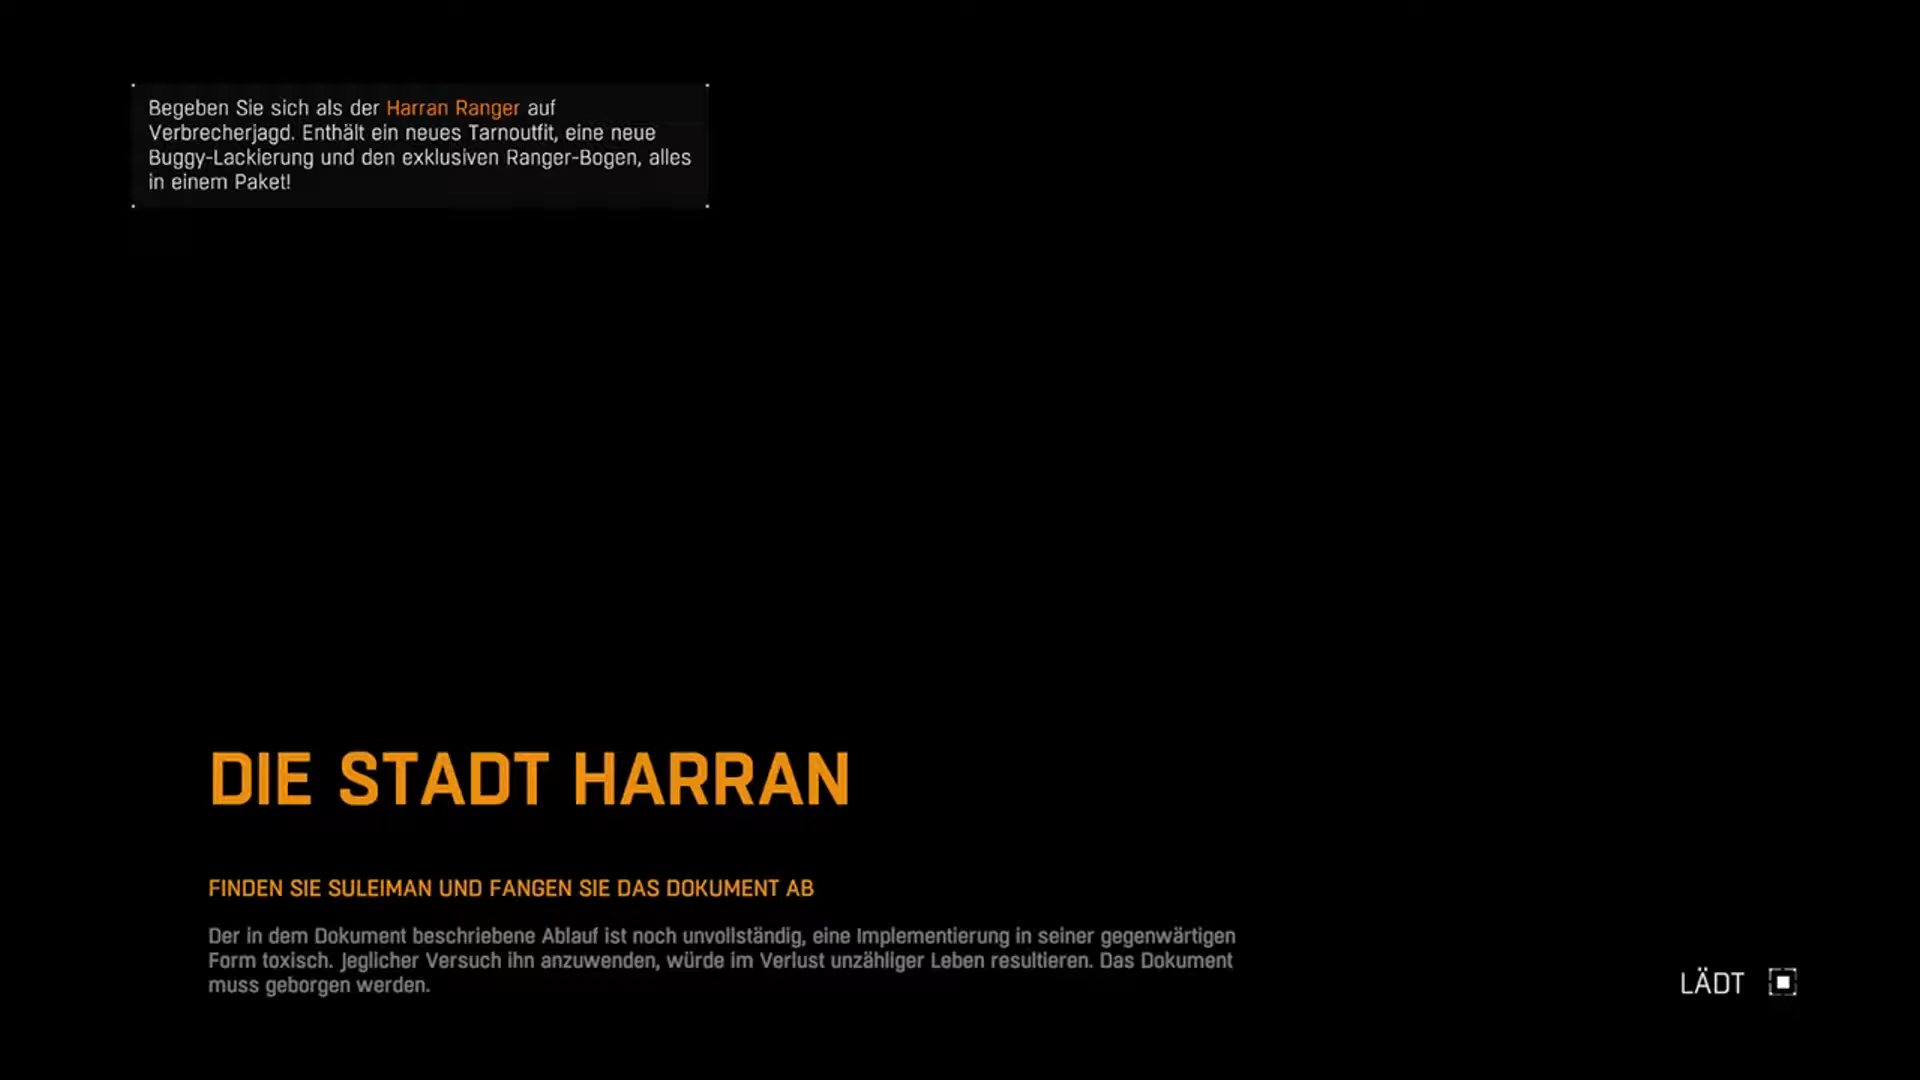 Begeben Sie sich als der Harran Ranger auf
Verbrecherjagd. Enthält ein neues Tarnoutfit, eine neue
Buggy-Lackierung und den exklusiven Ranger-Bogen, alles
in einem Paket!
DIE STADT HARRAN
FINDEN SIE SULEIMAN UND FANGEN SIE DAS DOKUMENT AB
Der in dem Dokument beschriebene Ablauf ist noch unvollständig, eine Implementierung in seiner gegenwärtigen
Form toxisch. Jeglicher Versuch ihn anzuwenden, würde im Verlust unzähliger Leben resultieren. Das Dokument
muss geborgen werden.
LÄDT